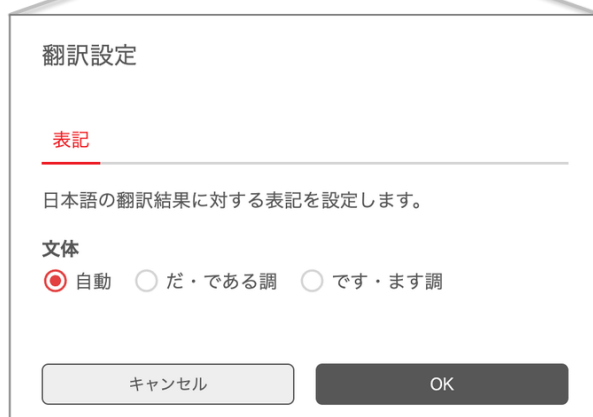 翻訳設定
表記
日本語の翻訳結果に対する表記を設定します。
文体
自動 だ・である調 です・ます調
キャンセル OK